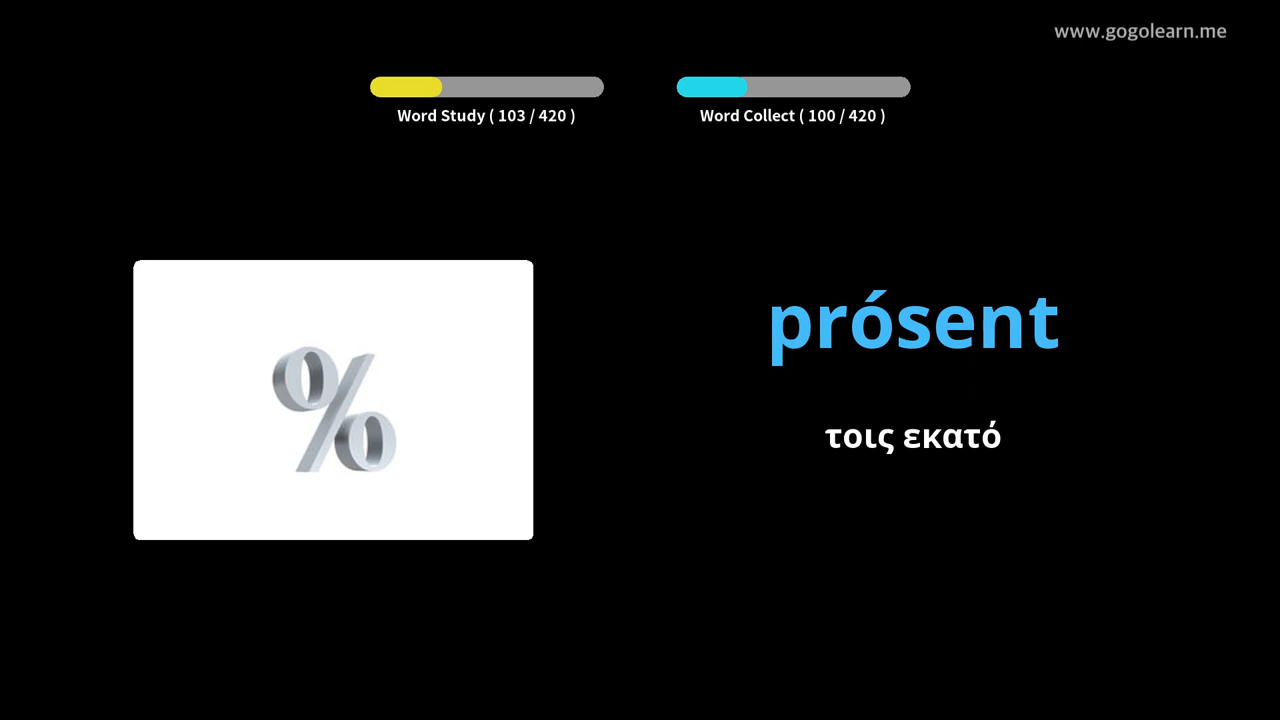 www.gogolearn.me
Word Study ( 103 / 420 )
Word Collect ( 100 / 420 )
%
prósent
τοις εκατό